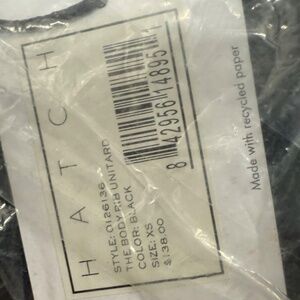 HATCH
STYLE: 0126136
THE BODY RIB UNITARD
COLOR: BLACK
SIZE: XS
$138.00
8 42956 14895
Made with recycled paper